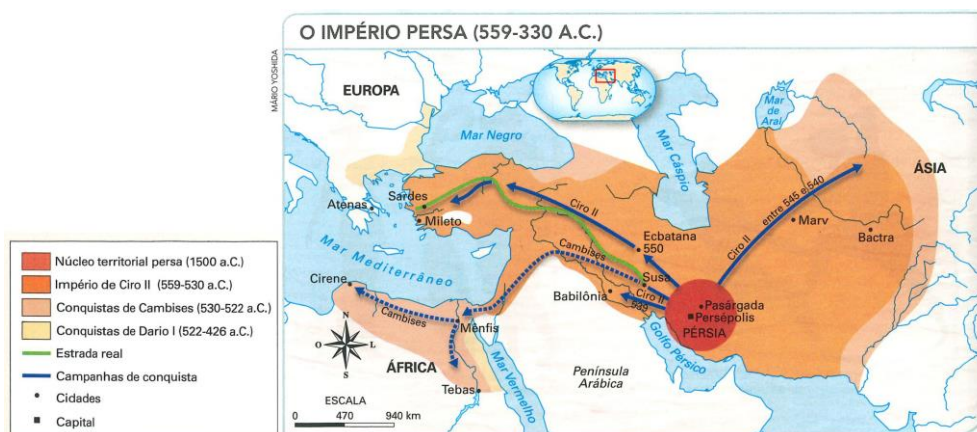 O IMPÉRIO PERSA (559-330 A.C.)
MÁRIO YOSHIDA
EUROPA
Mar Negro
Mar Cáspio
Mar
de
Aral
ÁSIA
Atenas
Sardes
Mileto
Ciro II
Ciro II
entre 545 e 540
Marv
Bactra
Ecbatana
550
Mar Mediterrâneo
Cambises
Susa
Cirene
Babilônia
Ciro II
539
Pasárgada
Persépolis
PÉRSIA
Cambises
Mênfis
Golfo Pérsico
ÁFRICA
Mar Vermelho
Península
Arábica
Tebas
N
O
L
S
ESCALA
0 470 940 km
Núcleo territorial persa (1500 a.C.)
Império de Ciro II (559-530 a.C.)
Conquistas de Cambises (530-522 a.C.)
Conquistas de Dario I (522-426 a.C.)
Estrada real
Campanhas de conquista
Cidades
Capital